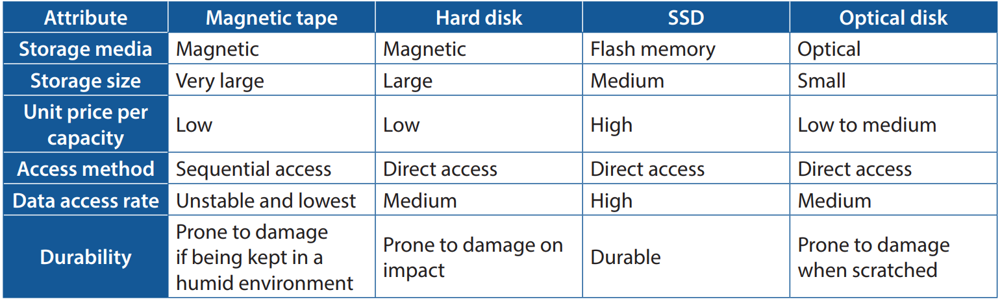 Attribute Magnetic tape Hard disk SSD Optical disk
Storage media Magnetic Magnetic Flash memory Optical
Storage size Very large Large Medium Small
Unit price per
capacity
Low Low High Low to medium
Access method Sequential access Direct access Direct access Direct access
Data access rate Unstable and lowest Medium High Medium
Durability
Prone to damage
if being kept in a
humid environment
Prone to damage on
impact
Durable
Prone to damage
when scratched